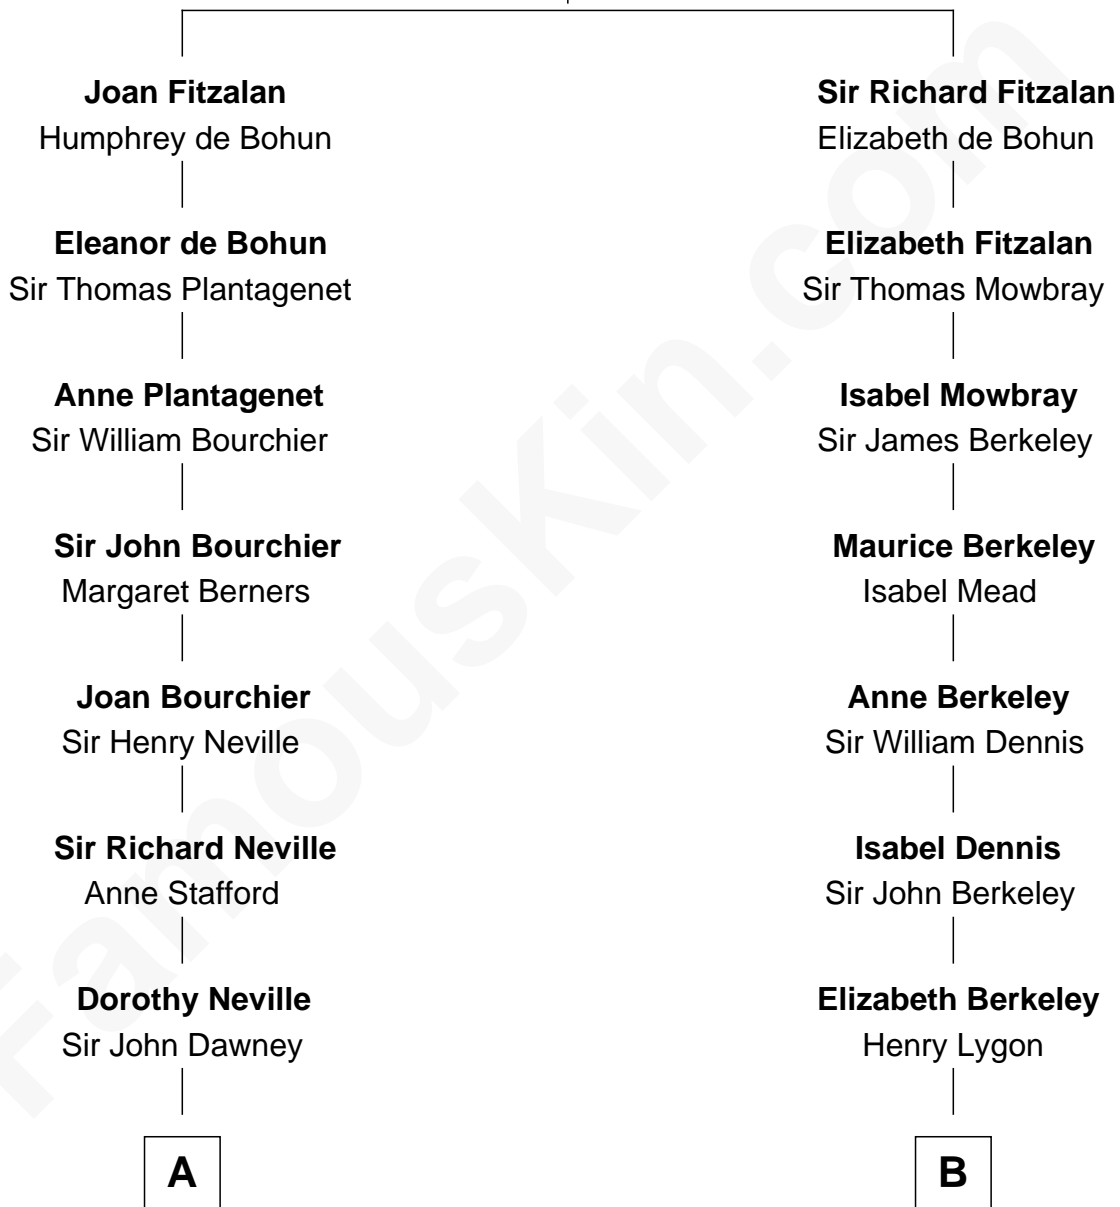 Joan Fitzalan
Humphrey de Bohun
Eleanor de Bohun
Sir Thomas Plantagenet
Anne Plantagenet
Sir William Bourchier
Sir John Bourchier
Margaret Berners
Joan Bourchier
Sir Henry Neville
Sir Richard Neville
Anne Stafford
Dorothy Neville
Sir John Dawney
A
Sir Richard Fitzalan
Elizabeth de Bohun
Elizabeth Fitzalan
Sir Thomas Mowbray
Isabel Mowbray
Sir James Berkeley
Maurice Berkeley
Isabel Mead
Anne Berkeley
Sir William Dennis
Isabel Dennis
Sir John Berkeley
Elizabeth Berkeley
Henry Lygon
B
FamousKin.com